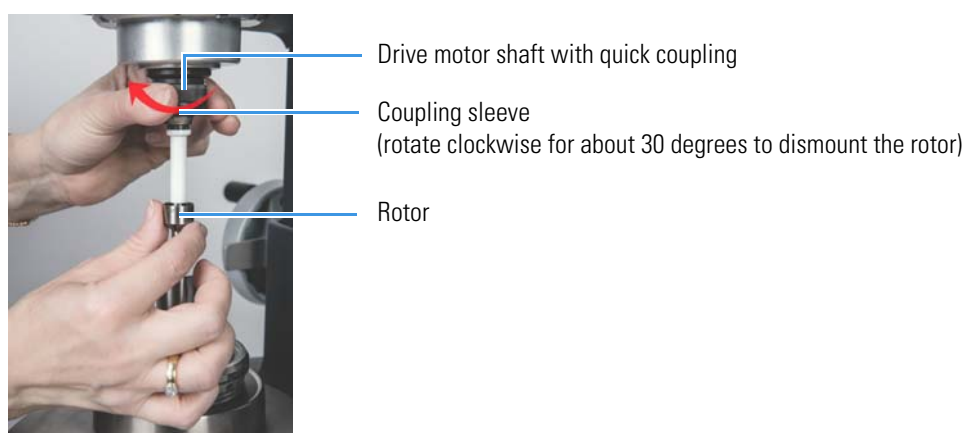 Drive motor shaft with quick coupling
Coupling sleeve
(rotate clockwise for about 30 degrees to dismount the rotor)
Rotor